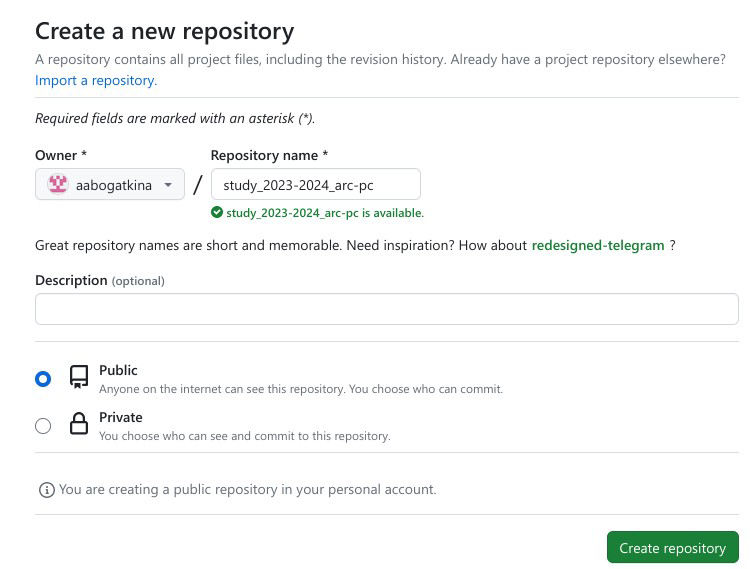 Create a new repository
A repository contains all project files, including the revision history. Already have a project repository elsewhere?
Import a repository.
Required fields are marked with an asterisk (*).
Owner * Repository name *
aabogatkina / study_2023-2024_arc-pc
study_2023-2024_arc-pc is available.
Great repository names are short and memorable. Need inspiration? How about redesigned-telegram ?
Description (optional)
Public
Anyone on the internet can see this repository. You choose who can commit.
Private
You choose who can see and commit to this repository.
You are creating a public repository in your personal account.
Create repository